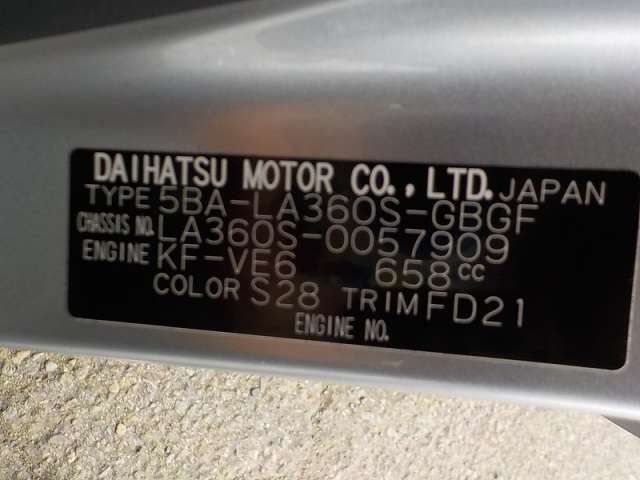 DAIHATSU MOTOR CO., LTD. JAPAN
TYPE 5BA-LA360S-GBGF
CHASSIS NO. LA360S-0057909
ENGINE KF-VE6 658cc
COLOR S28 TRIM FD21
ENGINE NO.